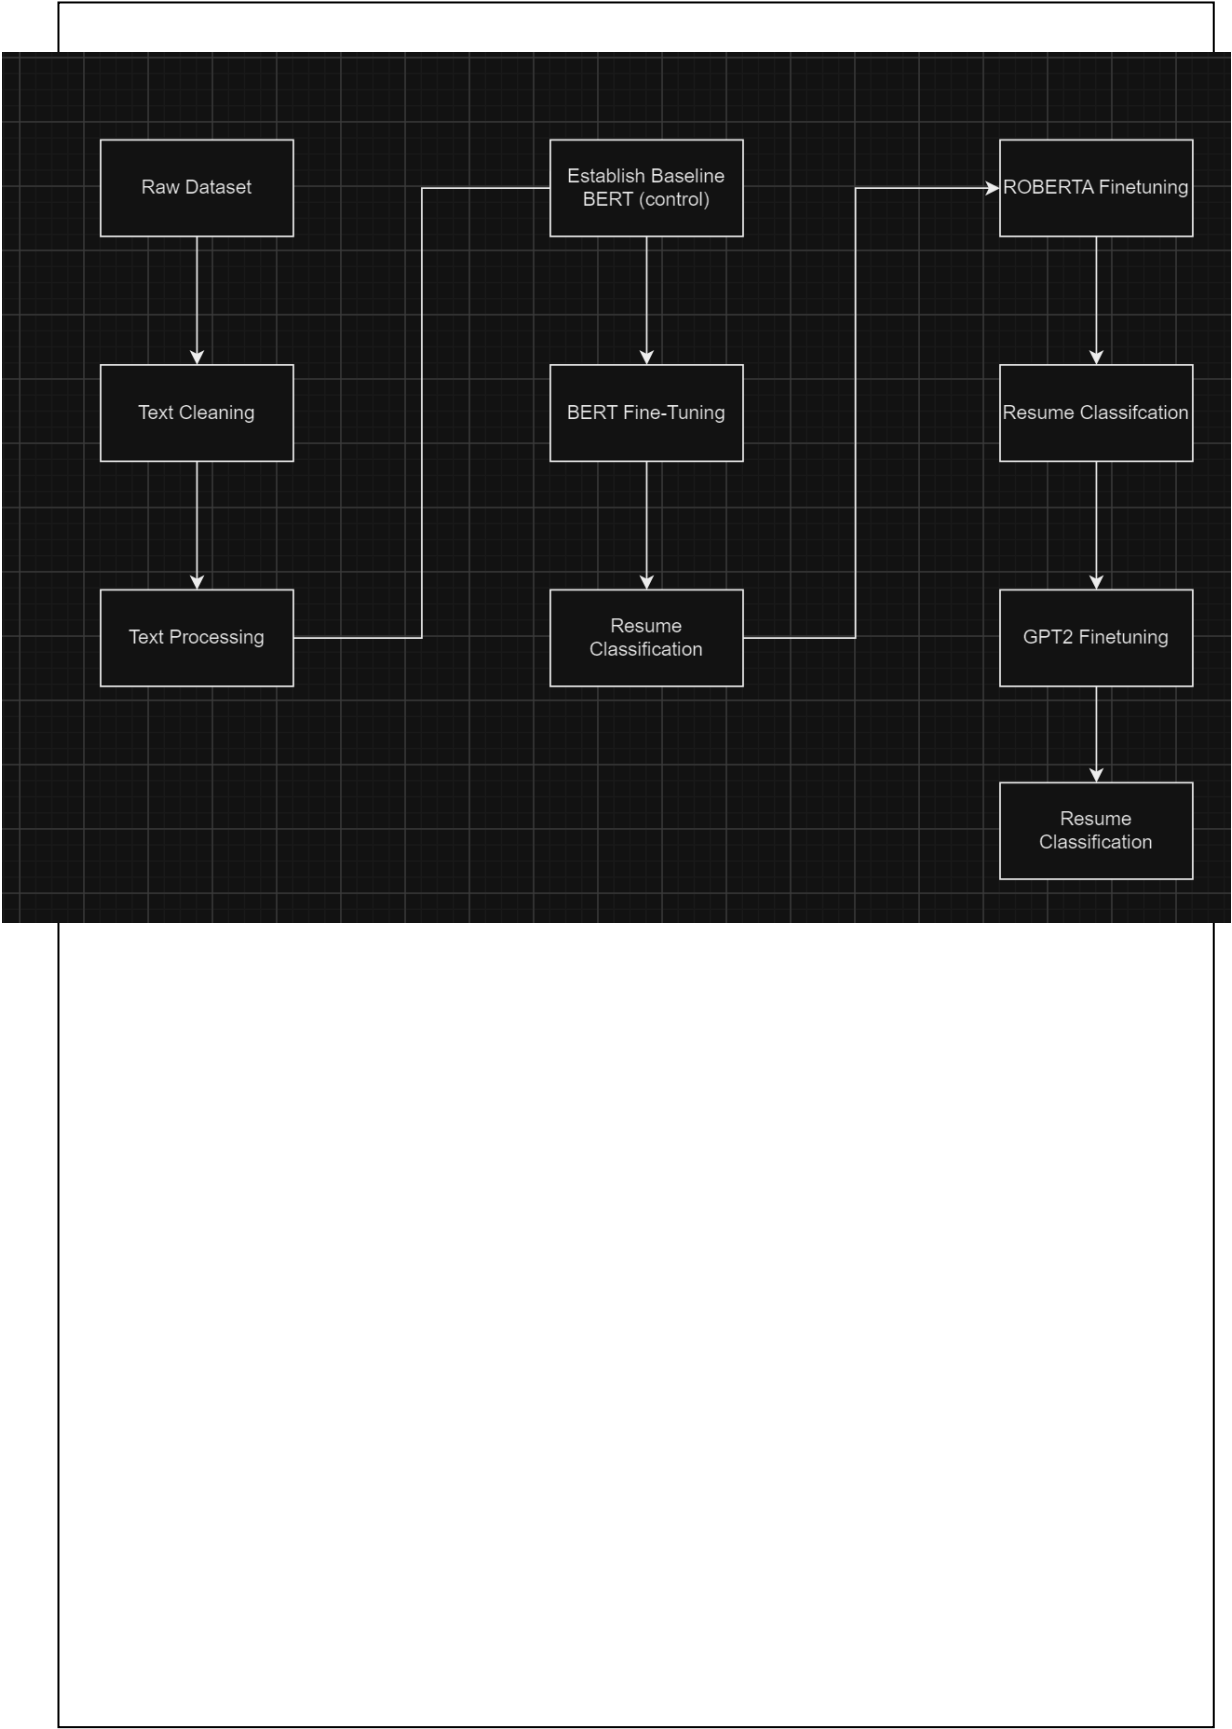 Raw Dataset
Text Cleaning
Text Processing
Establish Baseline
BERT (control)
BERT Fine-Tuning
Resume
Classification
ROBERTA Finetuning
Resume Classifcation
GPT2 Finetuning
Resume
Classification